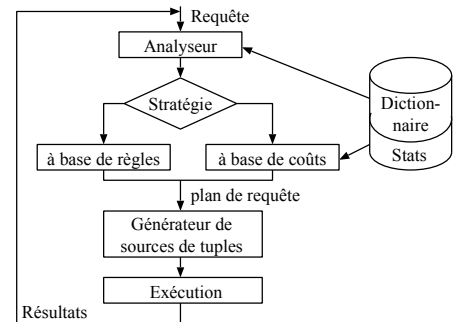 Requête
Analyseur
Stratégie
Diction-
naire
Stats
à base de règles
à base de coûts
plan de requête
Générateur de
sources de tuples
Exécution
Résultats